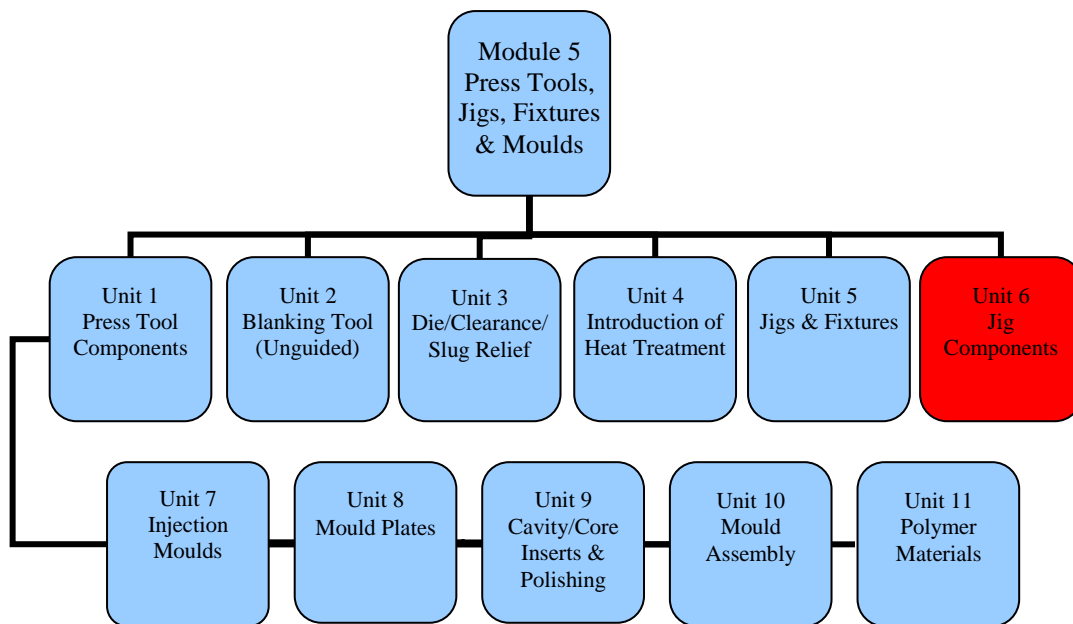 Module 5
Press Tools,
Jigs, Fixtures
& Moulds
Unit 1
Press Tool
Components
Unit 2
Blanking Tool
(Unguided)
Unit 3
Die/Clearance/
Slug Relief
Unit 4
Introduction of
Heat Treatment
Unit 5
Jigs & Fixtures
Unit 6
Jig
Components
Unit 7
Injection
Moulds
Unit 8
Mould Plates
Unit 9
Cavity/Core
Inserts &
Polishing
Unit 10
Mould
Assembly
Unit 11
Polymer
Materials